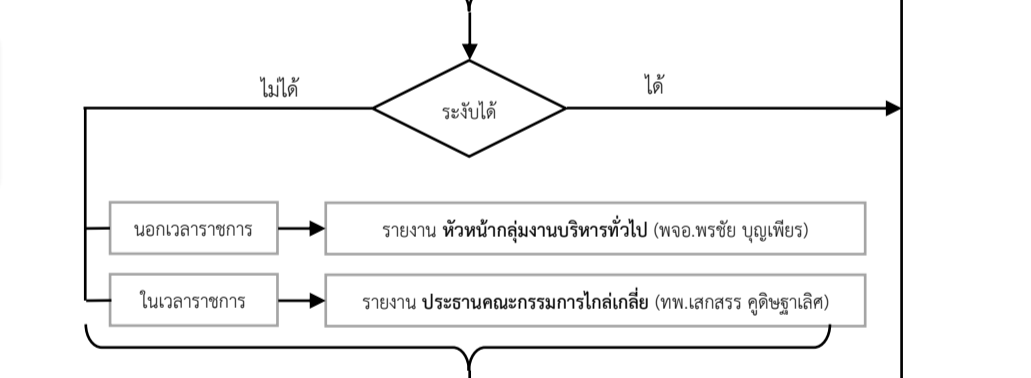 ไม่ได้
ได้
ระงับได้
นอกเวลาราชการ
รายงาน หัวหน้ากลุ่มงานบริหารทั่วไป (พจอ.พรชัย บุญเพียร)
ในเวลาราชการ
รายงาน ประธานคณะกรรมการไกล่เกลี่ย (ทพ.เสกสรร คูดิษฐาเลิศ)